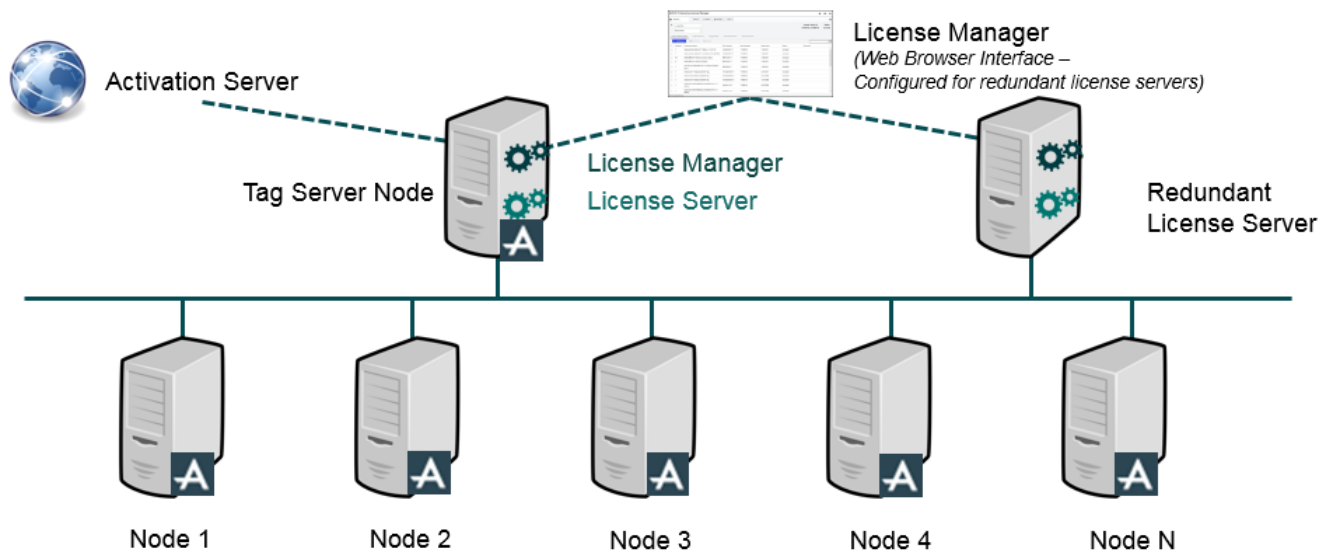 License Manager
(Web Browser Interface –
Configured for redundant license servers)
Activation Server
License Manager
License Server
Tag Server Node
Redundant
License Server
Node 1
Node 2
Node 3
Node 4
Node N